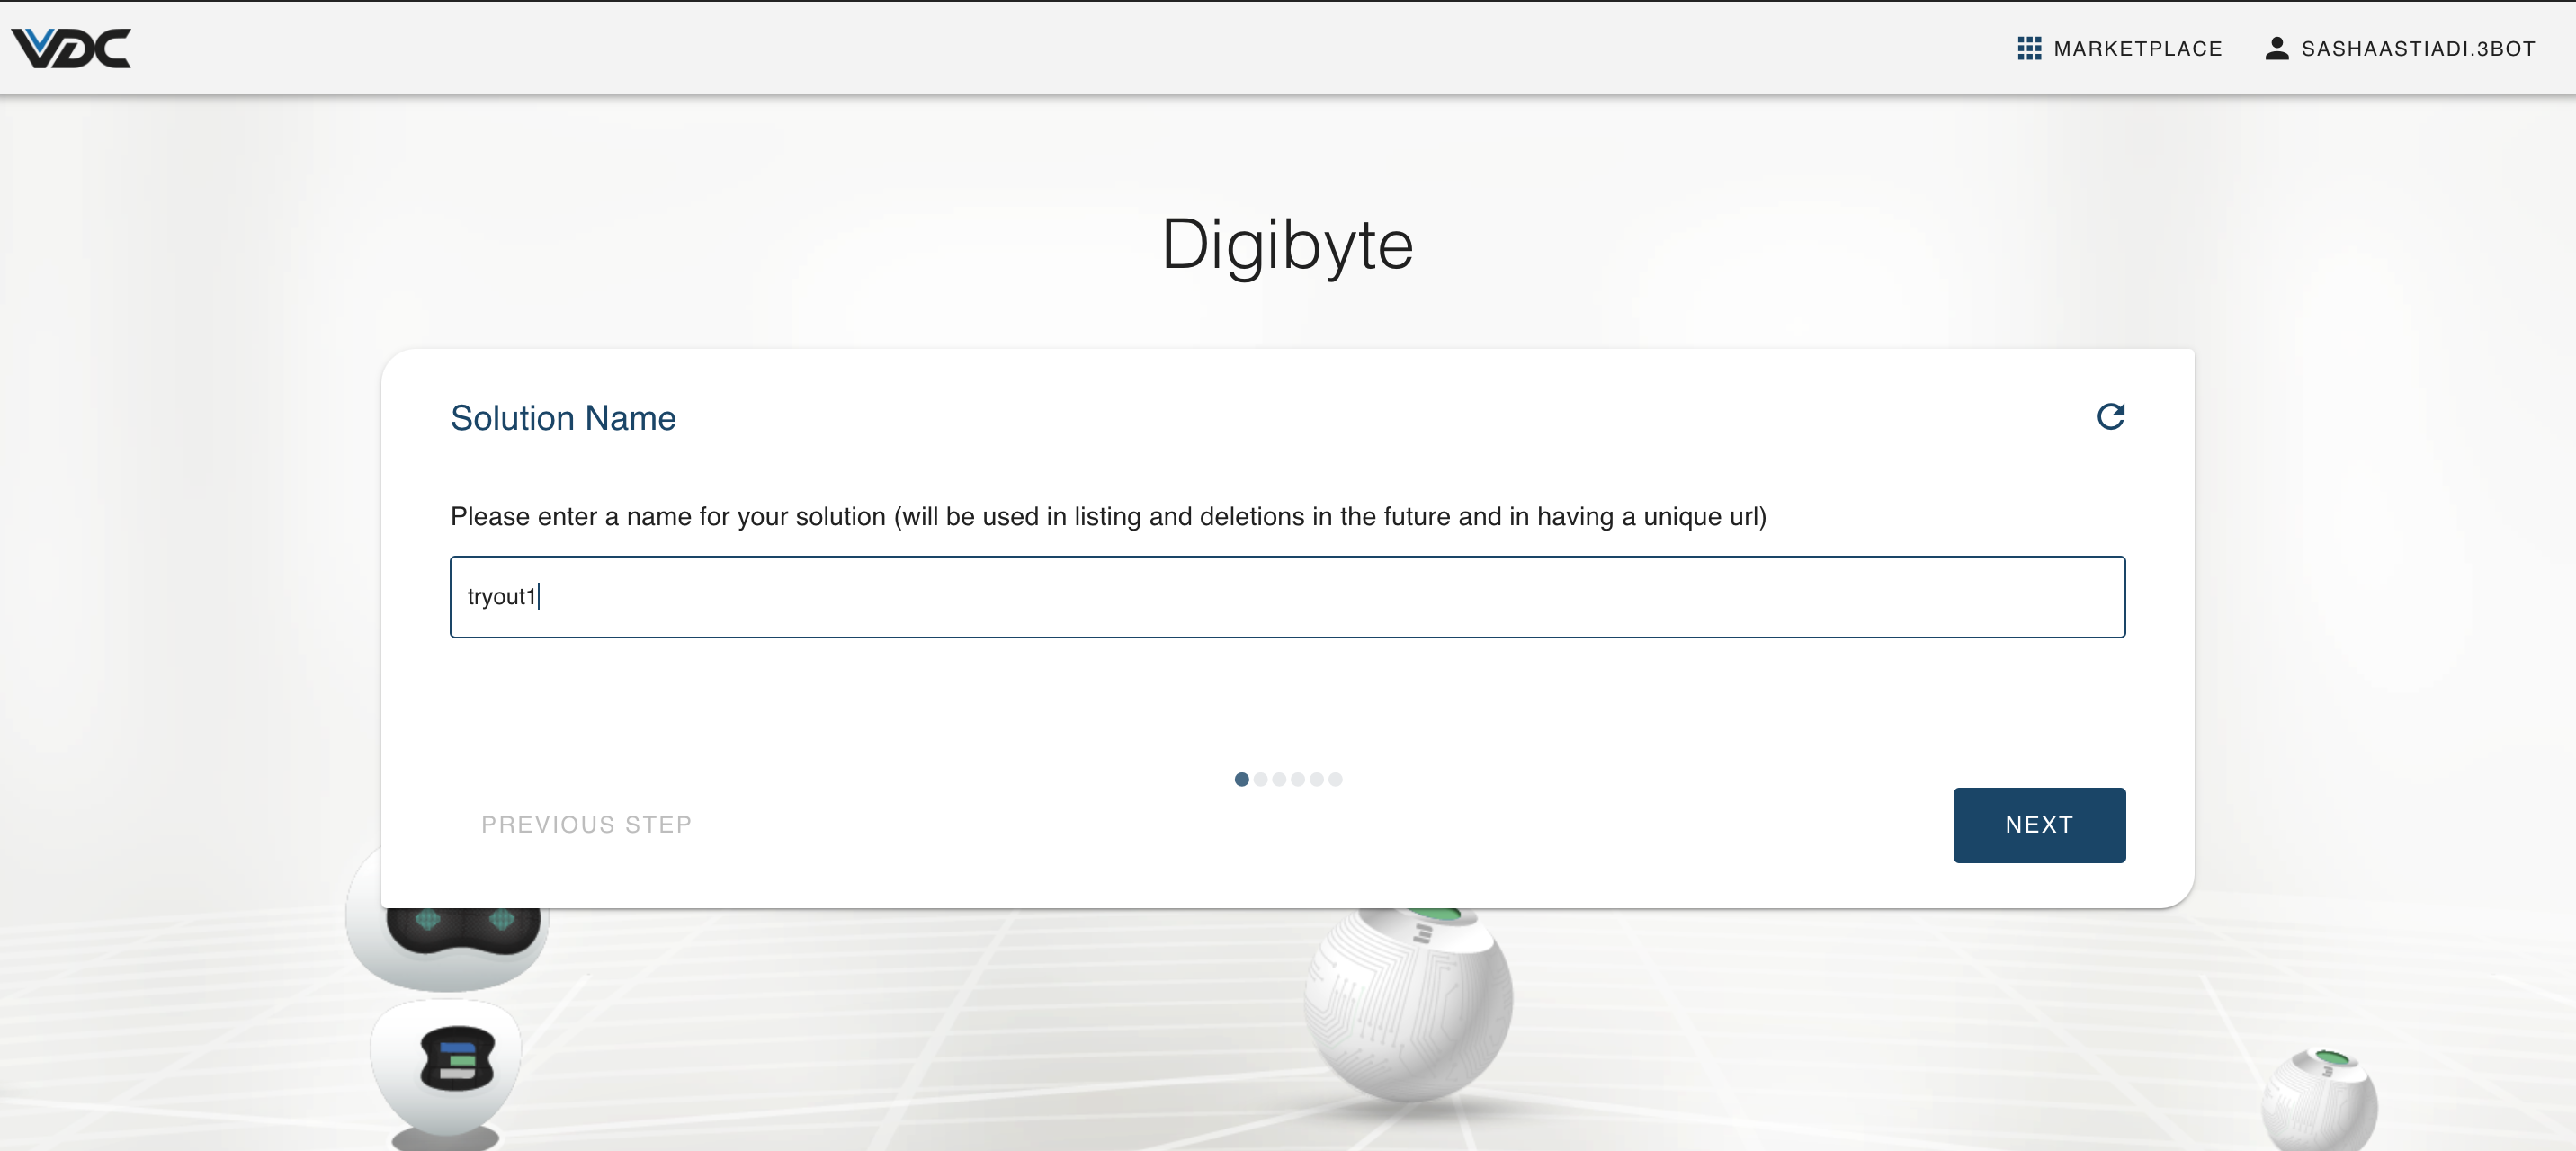 VDC
MARKETPLACE
SASHAASTIADI.3BOT
Digibyte
Solution Name
Please enter a name for your solution (will be used in listing and deletions in the future and in having a unique url)
tryout1
PREVIOUS STEP
NEXT